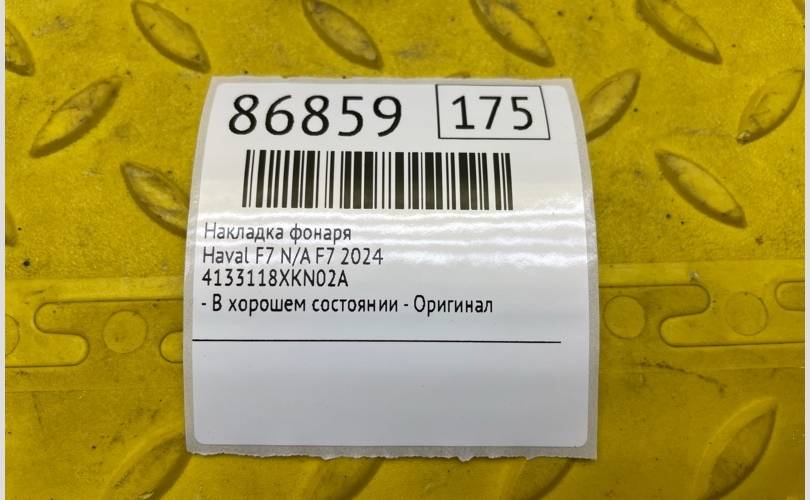 86859 175
Накладка фонаря
Haval F7 N/A F7 2024
4133118XKN02A
- В хорошем состоянии - Оригинал